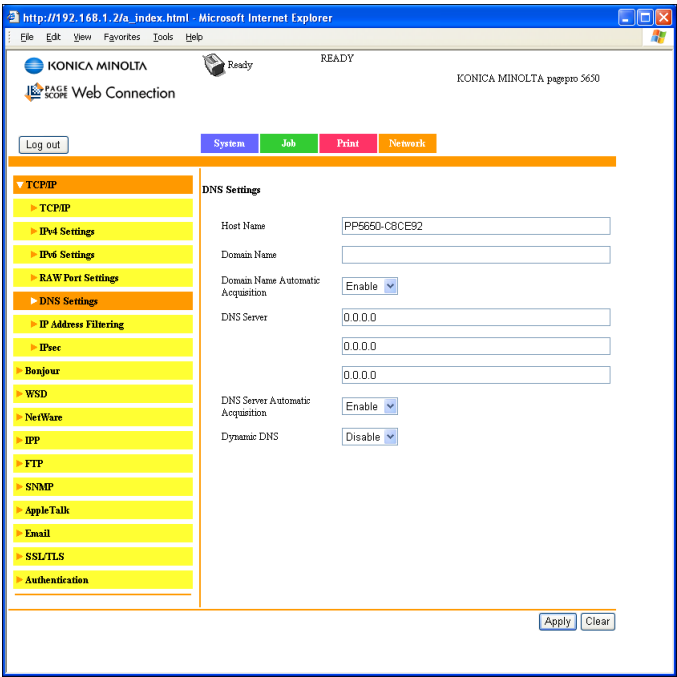 http://192.168.1.2/a_index.html - Microsoft Internet Explorer
File Edit View Favorites Tools Help
KONICA MINOLTA
Ready
READY
KONICA MINOLTA pagepro 5650
PAGE SCOPE Web Connection
Log out
System Job Print Network
TCP/IP
TCP/IP
IPv4 Settings
IPv6 Settings
RAW Port Settings
DNS Settings
IP Address Filtering
IPsec
Bonjour
WSD
NetWare
IPP
FTP
SNMP
AppleTalk
Email
SSL/TLS
Authentication
DNS Settings
Host Name PP5650-C8CE92
Domain Name
Domain Name Automatic
Acquisition
Enable
DNS Server 0.0.0.0
0.0.0.0
0.0.0.0
DNS Server Automatic
Acquisition
Enable
Dynamic DNS Disable
Apply Clear